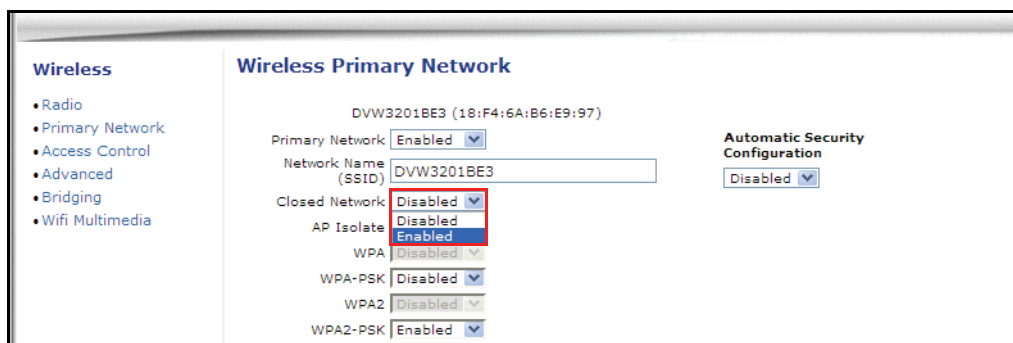 Wireless
Radio
Primary Network
Access Control
Advanced
Bridging
Wifi Multimedia
Wireless Primary Network
DVW3201BE3 (18:F4:6A:B6:E9:97)
Primary Network Enabled
Network Name
(SSID) DVW3201BE3
Closed Network Disabled
Disabled
AP Isolate Enabled
WPA Disabled
WPA-PSK Disabled
WPA2 Disabled
WPA2-PSK Enabled
Automatic Security
Configuration
Disabled